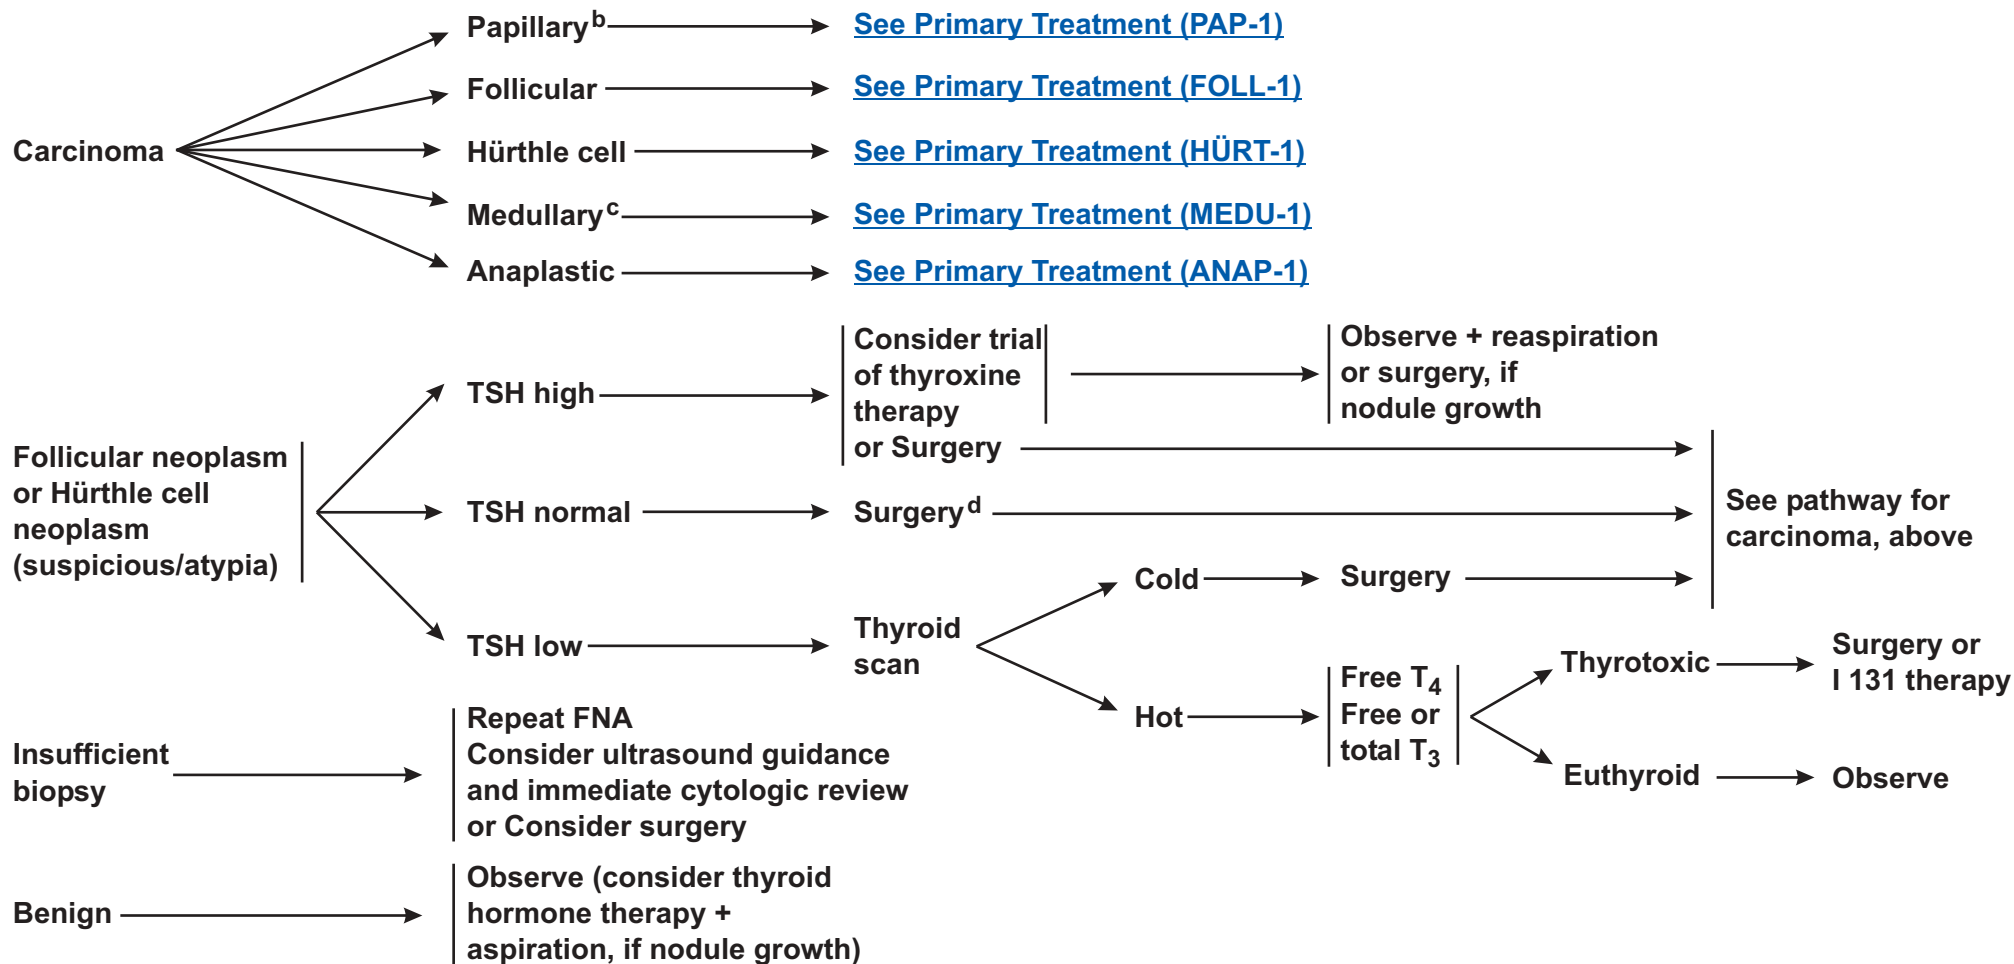 Carcinoma
Papillary b
See Primary Treatment (PAP-1)
Follicular
See Primary Treatment (FOLL-1)
Hürthle cell
See Primary Treatment (HÜRT-1)
Medullary c
See Primary Treatment (MEDU-1)
Anaplastic
See Primary Treatment (ANAP-1)
Follicular neoplasm
or Hürthle cell
neoplasm
(suspicious/atypia)
TSH high
Consider trial
of thyroxine
therapy
or Surgery
Observe + reaspiration
or surgery, if
nodule growth
TSH normal
Surgery d
See pathway for
carcinoma, above
TSH low
Thyroid
scan
Cold
Surgery
Hot
Free T4
Free or
total T3
Thyrotoxic
Surgery or
I 131 therapy
Euthyroid
Observe
Insufficient
biopsy
Repeat FNA
Consider ultrasound guidance
and immediate cytologic review
or Consider surgery
Benign
Observe (consider thyroid
hormone therapy +
aspiration, if nodule growth)